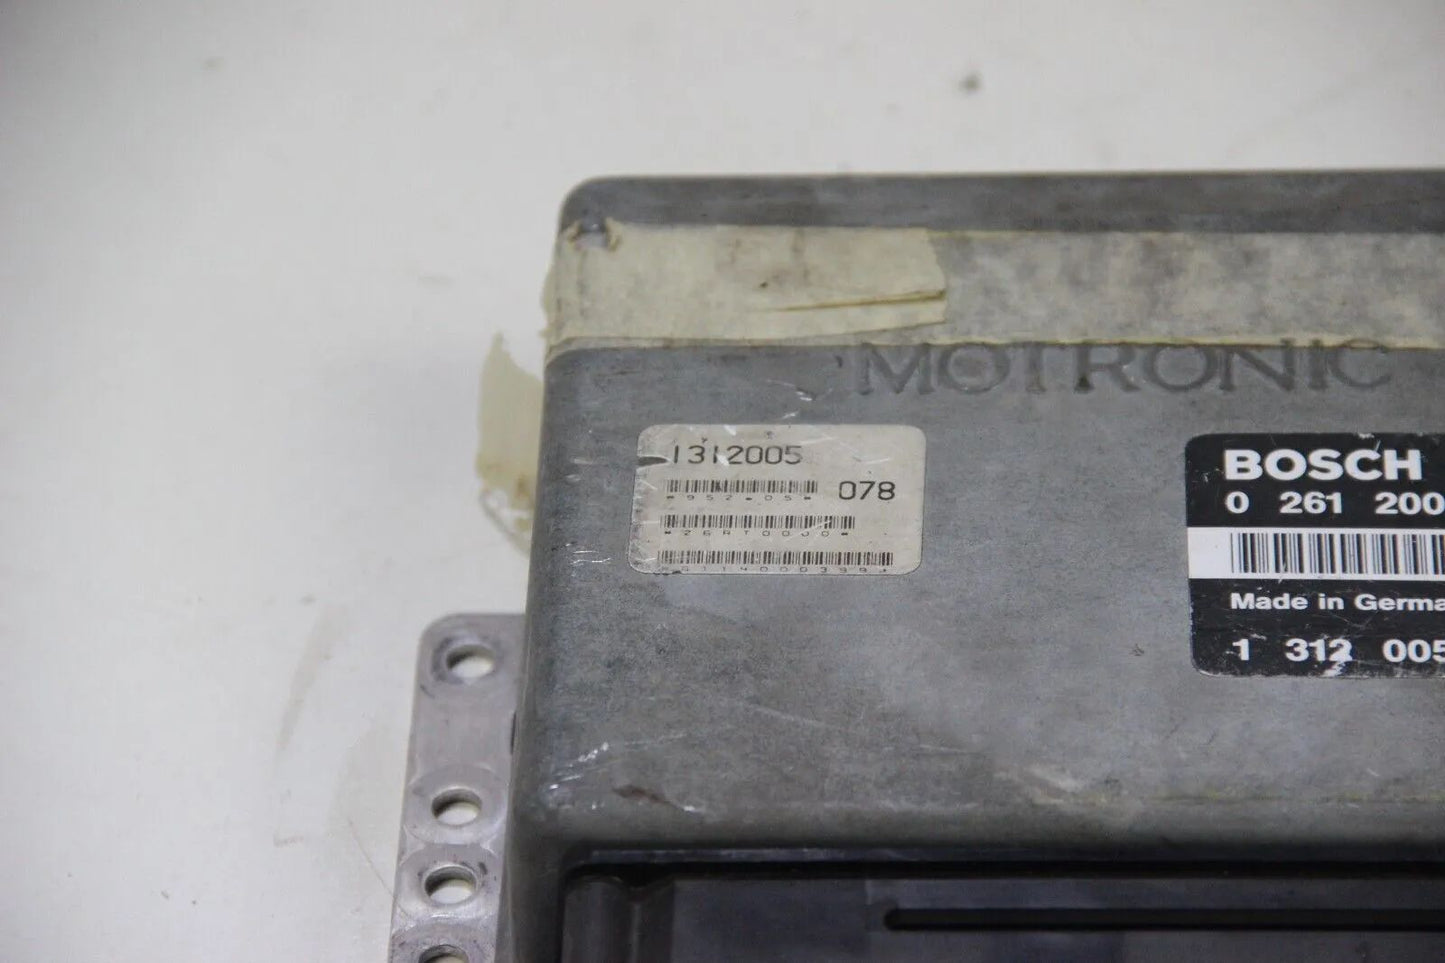 MOTRONIC
1312005
078
BOSCH
0 261 200
Made in Germa
1 312 005